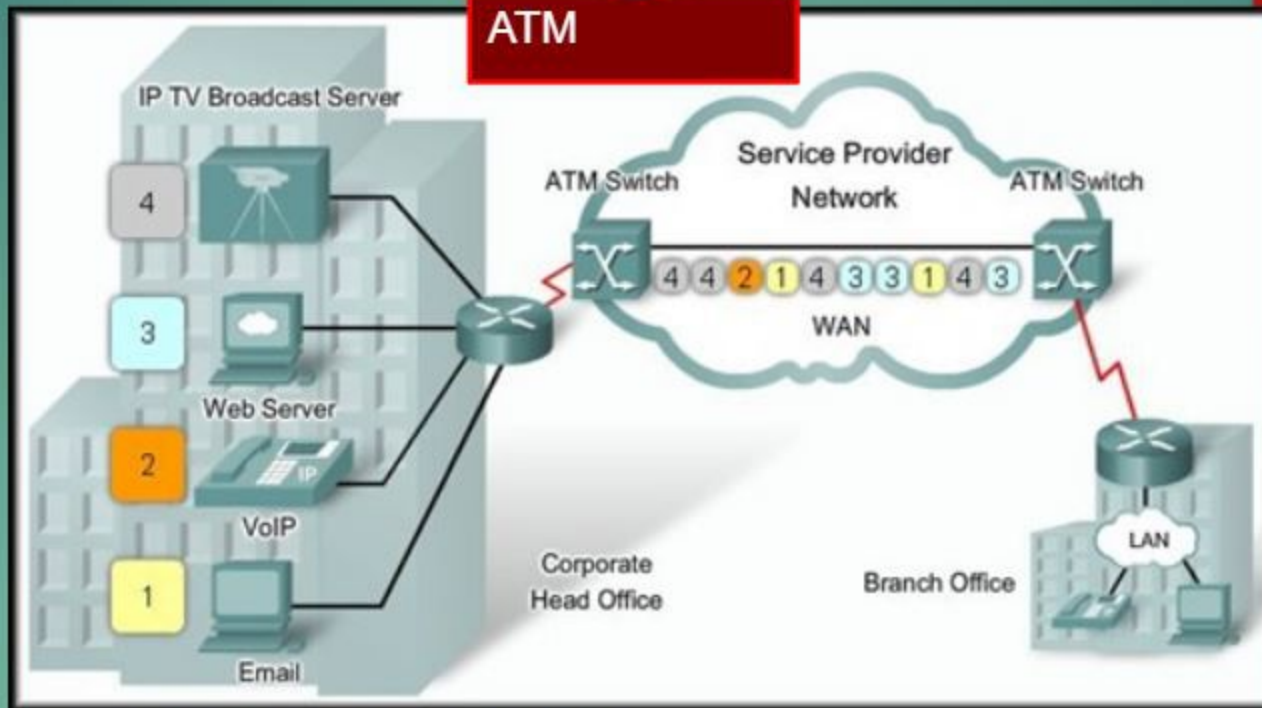 ATM
IP TV Broadcast Server
4
3
Web Server
2
IP
VoIP
1
Email
Corporate
Head Office
Service Provider
Network
ATM Switch
ATM Switch
4 4 2 1 4 3 3 1 4 3
WAN
Branch Office
LAN